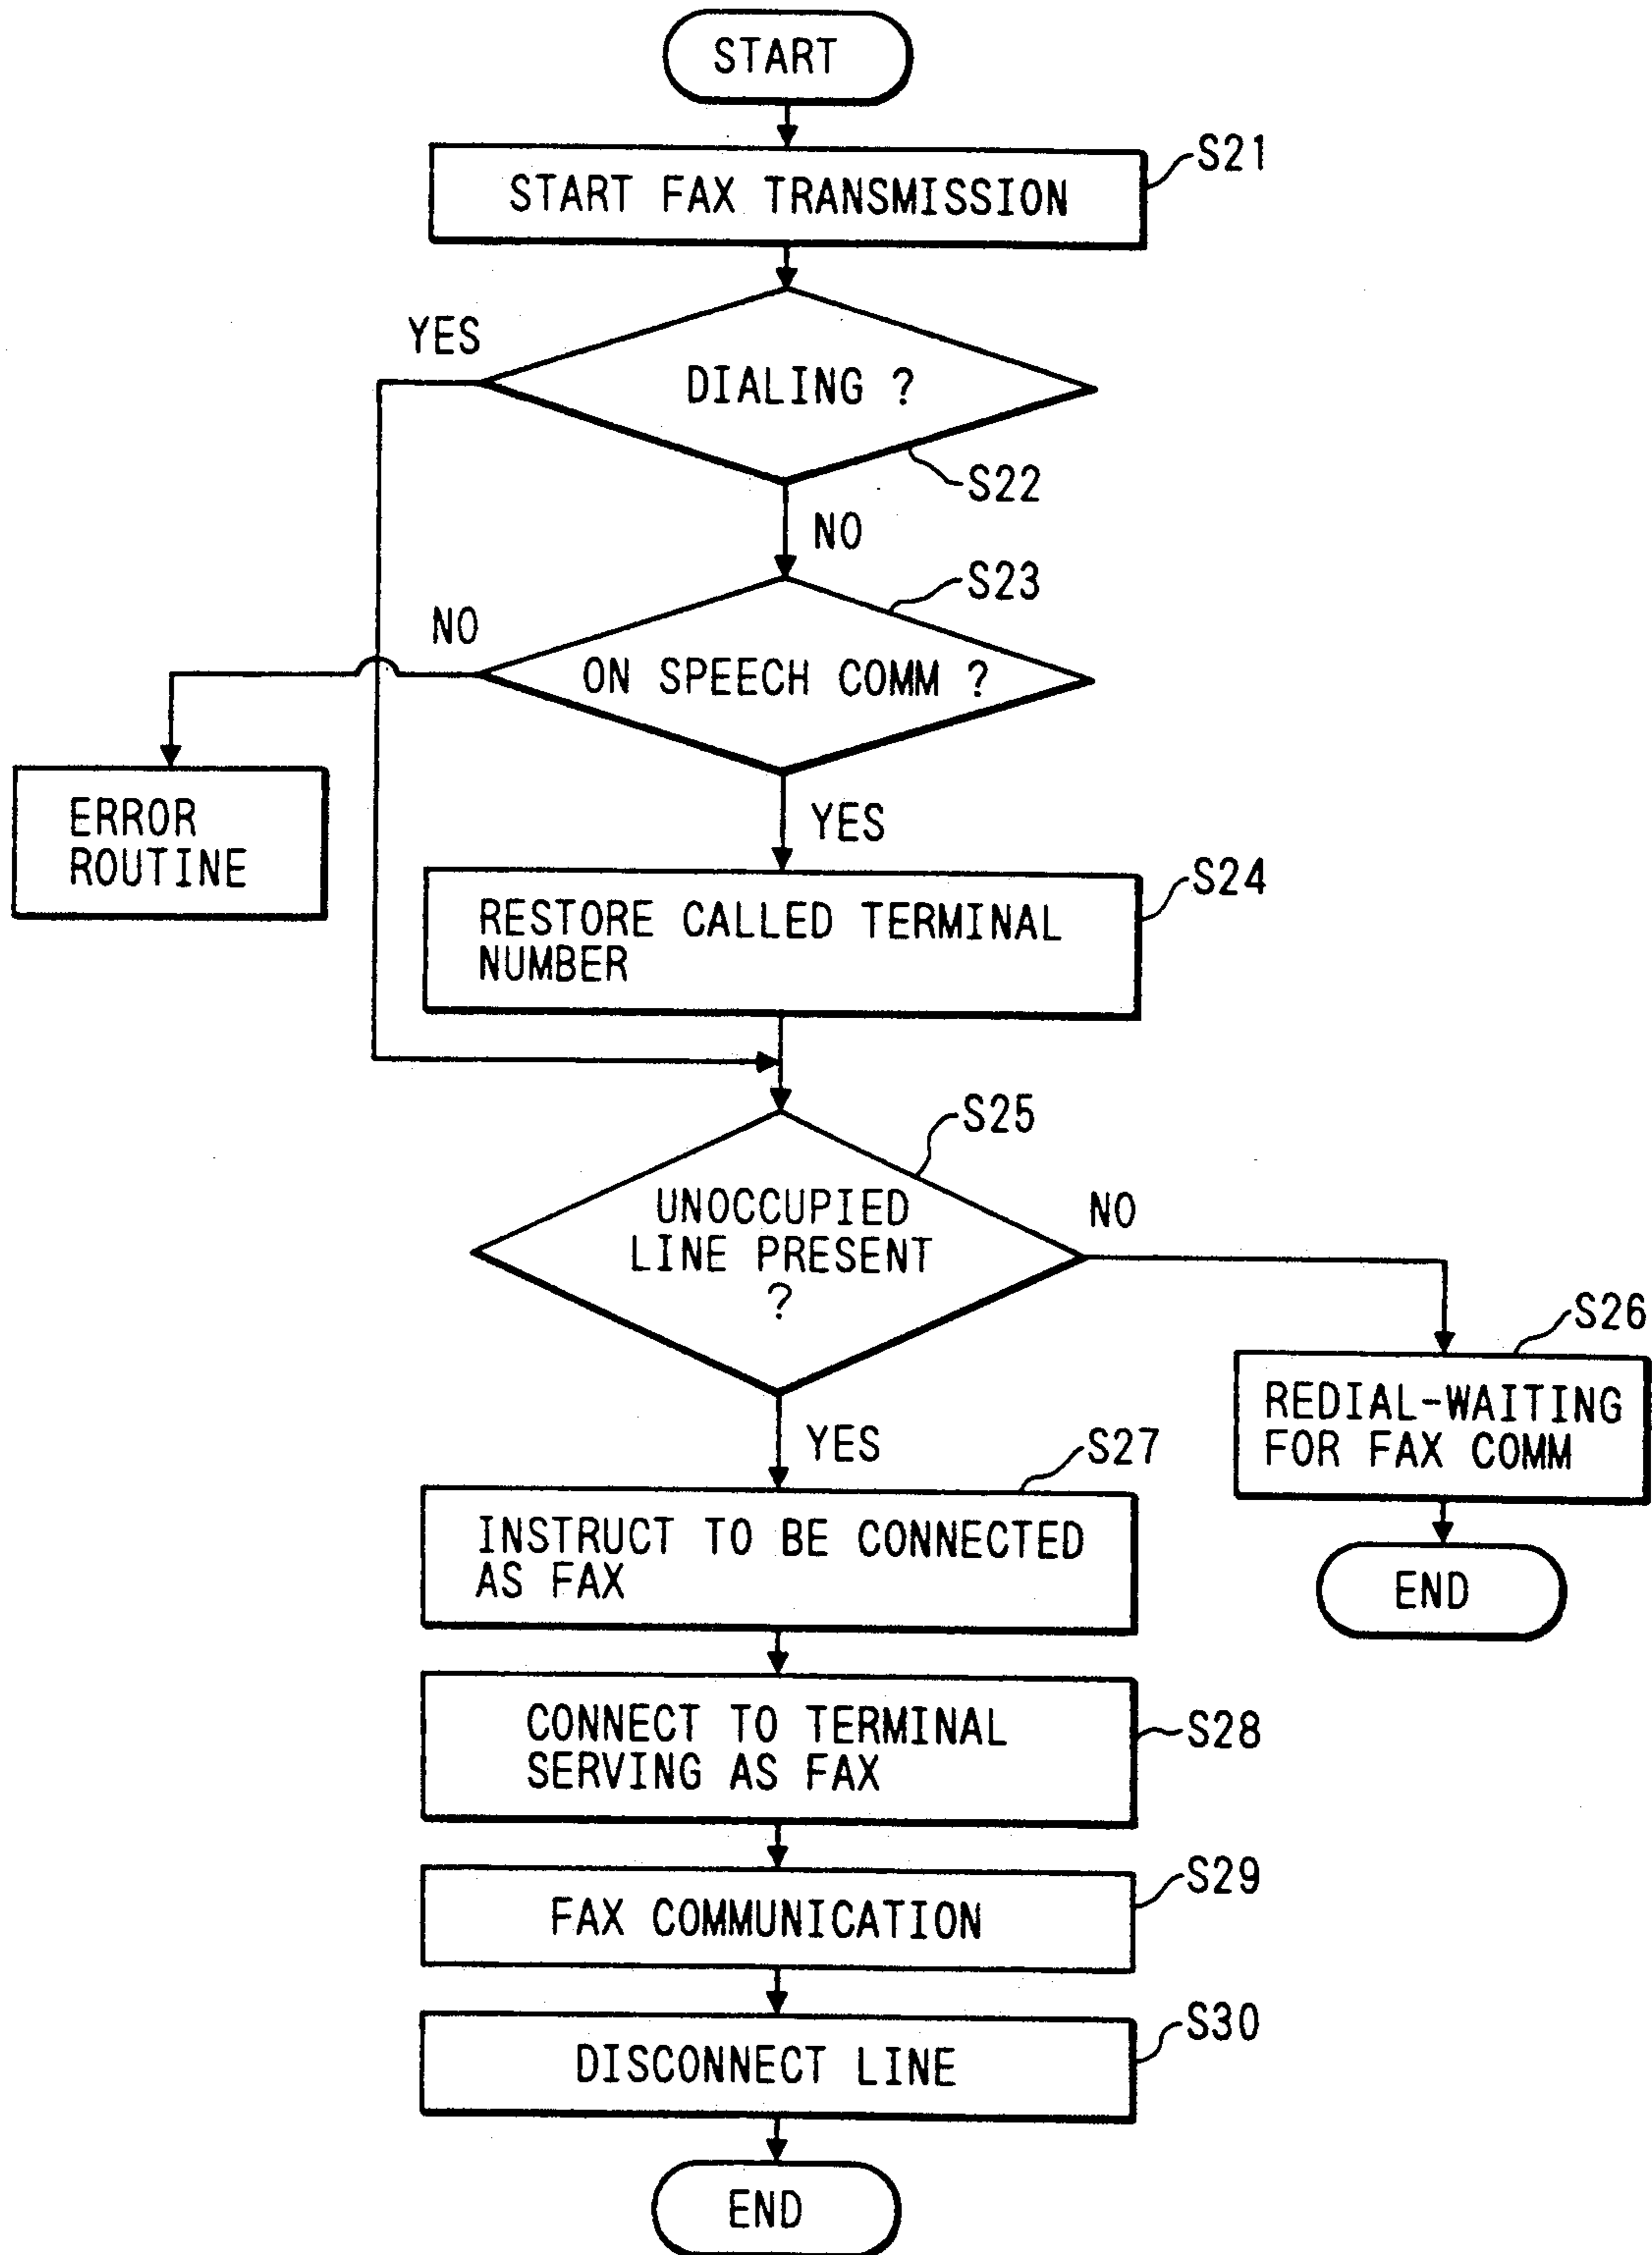 START
S21
START FAX TRANSMISSION
YES
DIALING ?
S22
NO
S23
NO
ON SPEECH COMM ?
ERROR
ROUTINE
YES
S24
RESTORE CALLED TERMINAL
NUMBER
S25
UNOCCUPIED
LINE PRESENT
?
NO
S26
REDIAL-WAITING
FOR FAX COMM
END
YES
S27
INSTRUCT TO BE CONNECTED
AS FAX
CONNECT TO TERMINAL
SERVING AS FAX
S28
S29
FAX COMMUNICATION
S30
DISCONNECT LINE
END